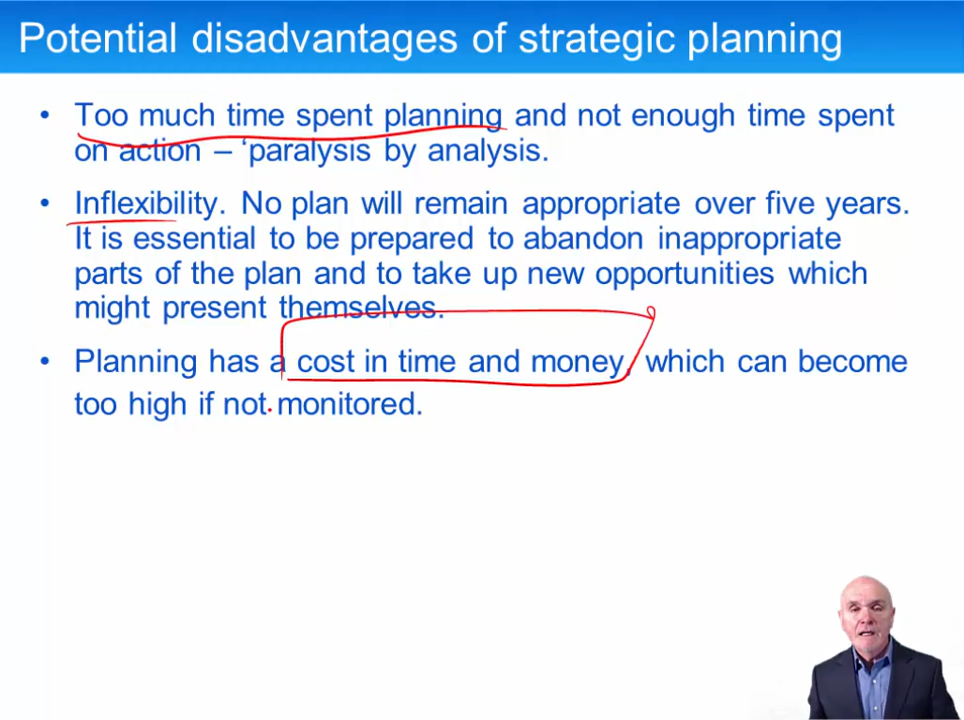 Potential disadvantages of strategic planning
• Too much time spent planning and not enough time spent
on action – ‘paralysis by analysis.
• Inflexibility. No plan will remain appropriate over five years.
It is essential to be prepared to abandon inappropriate
parts of the plan and to take up new opportunities which
might present themselves.
• Planning has a cost in time and money, which can become
too high if not monitored.